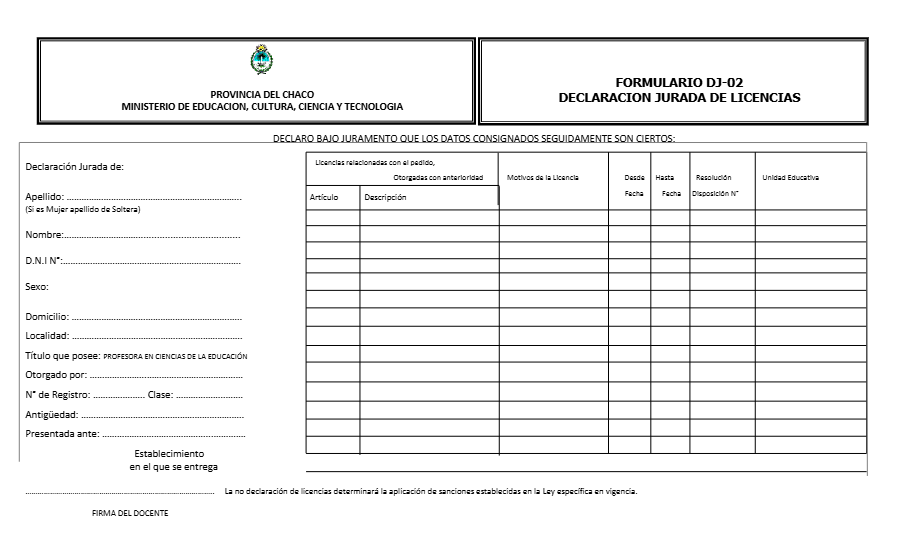 PROVINCIA DEL CHACO
MINISTERIO DE EDUCACION, CULTURA, CIENCIA Y TECNOLOGIA
FORMULARIO DJ-02
DECLARACION JURADA DE LICENCIAS
DECLARO BAJO JURAMENTO QUE LOS DATOS CONSIGNADOS SEGUIDAMENTE SON CIERTOS:
Declaración Jurada de:
Apellido: ............................................................
(Si es Mujer apellido de Soltera)
Nombre:............................................................
D.N.I N°:............................................................
Sexo:
Domicilio: ............................................................
Localidad: ............................................................
Título que posee: PROFESORA EN CIENCIAS DE LA EDUCACIÓN
Otorgado por: ......................................................
N° de Registro: .................. Clase: ........................
Antigüedad: .........................................................
Presentada ante: ..................................................
Establecimiento
en el que se entrega
Licencias relacionadas con el pedido,
Otorgadas con anterioridad
Artículo Descripción
Motivos de la Licencia
Desde
Fecha
Hasta
Fecha
Resolución
Disposición N°
Unidad Educativa
.................................................................. La no declaración de licencias determinará la aplicación de sanciones establecidas en la Ley específica en vigencia.
FIRMA DEL DOCENTE